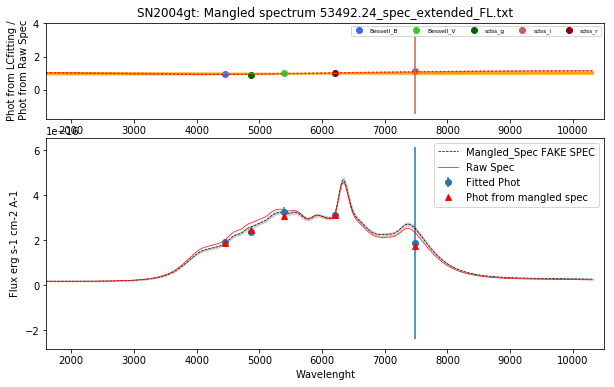 SN2004gt: Mangled spectrum 53492.24_spec_extended_FL.txt
Phot from LCfitting /
Phot from Raw Spec
4
2
0
Bessell_B
Bessell_V
sdss_g
sdss_i
sdss_r
2000 3000 4000 5000 6000 7000 8000 9000 10000
1e−16
Flux erg s-1 cm-2 A-1
6
4
2
0
−2
Mangled_Spec FAKE SPEC
Raw Spec
Fitted Phot
Phot from mangled spec
2000 3000 4000 5000 6000 7000 8000 9000 10000
Wavelenght